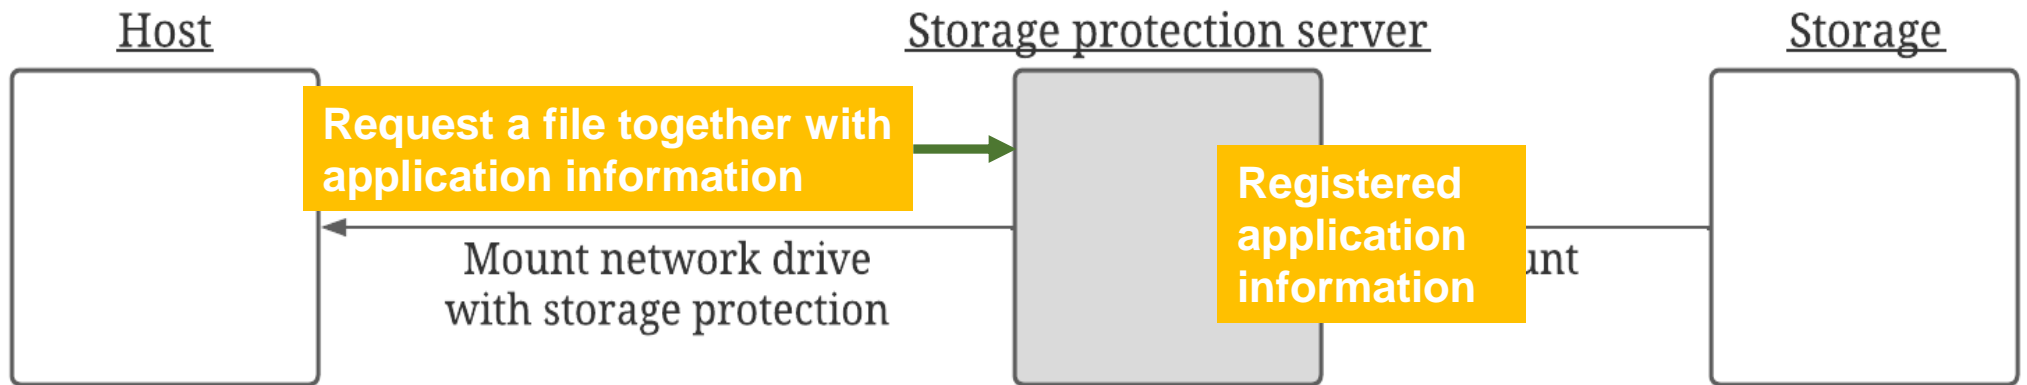 Host
Storage protection server
Storage
Request a file together with
application information
Registered
application
information
Mount network drive
with storage protection